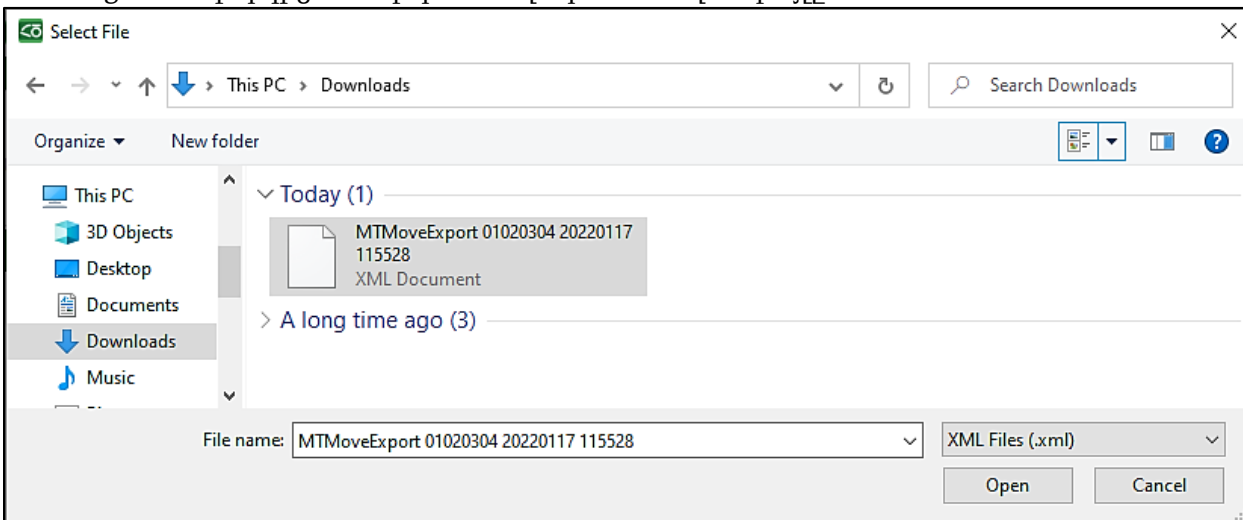 Select File
This PC > Downloads
Search Downloads
Organize
New folder
This PC
3D Objects
Desktop
Documents
Downloads
Music
Today (1)
MTMoveExport 01020304 20220117
115528
XML Document
A long time ago (3)
File name:
MTMoveExport 01020304 20220117 115528
XML Files (.xml)
Open
Cancel